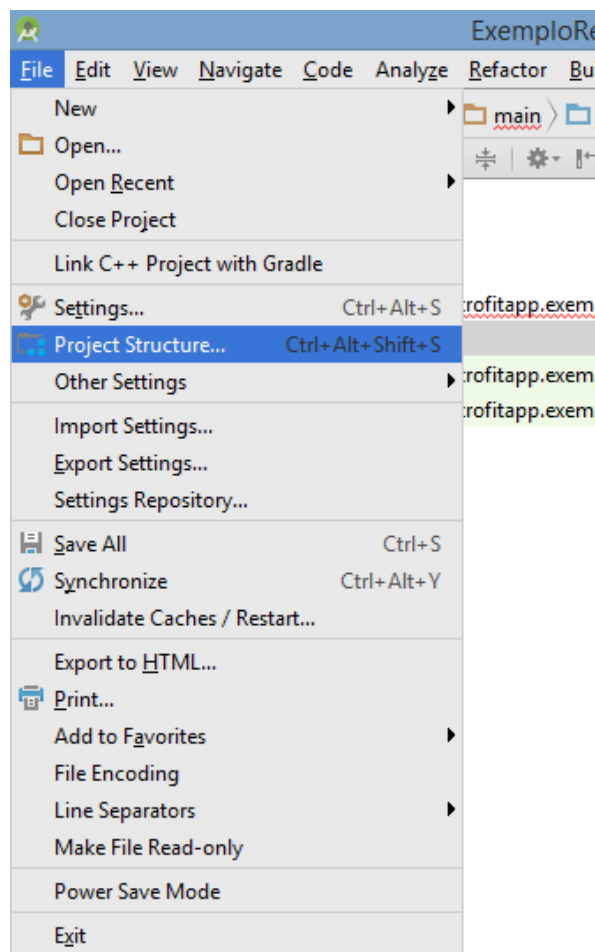 ExemploRe
File Edit View Navigate Code Analyze Refactor Bu
New
main
Open...
Open Recent
Close Project
Link C++ Project with Gradle
Settings... Ctrl+Alt+S
trofitapp.exem
Project Structure... Ctrl+Alt+Shift+S
Other Settings
trofitapp.exem
trofitapp.exem
Import Settings...
Export Settings...
Settings Repository...
Save All Ctrl+S
Synchronize Ctrl+Alt+Y
Invalidate Caches / Restart...
Export to HTML...
Print...
Add to Favorites
File Encoding
Line Separators
Make File Read-only
Power Save Mode
Exit